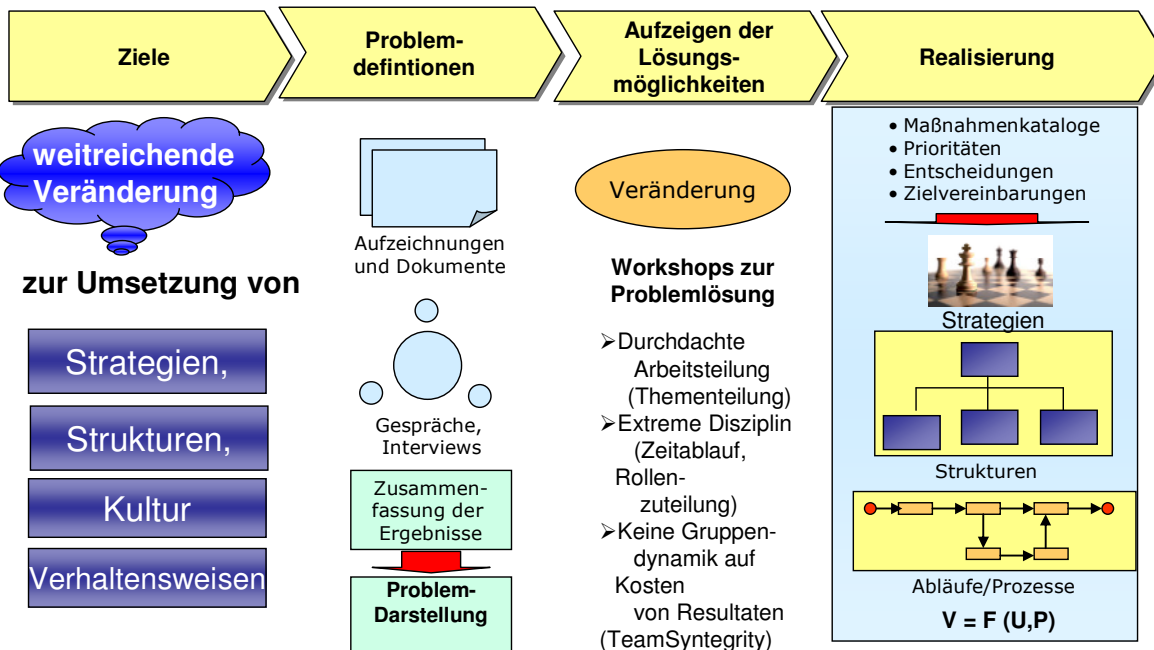 Ziele
Problem-
defintionen
Aufzeigen der
Lösungs-
möglichkeiten
Realisierung
weitreichende
Veränderung
zur Umsetzung von
Strategien,
Strukturen,
Kultur
Verhaltensweisen
Aufzeichnungen
und Dokumente
Gespräche,
Interviews
Zusammen-
fassung der
Ergebnisse
Problem-
Darstellung
Veränderung
Workshops zur
Problemlösung
➢Durchdachte
Arbeitsteilung
(Thementeilung)
➢Extreme Disziplin
(Zeitablauf,
Rollen-
zuteilung)
➢Keine Gruppen-
dynamik auf
Kosten
von Resultaten
(TeamSyntegrity)
• Maßnahmenkataloge
• Prioritäten
• Entscheidungen
• Zielvereinbarungen
Strategien
Strukturen
Abläufe/Prozesse
V = F (U,P)